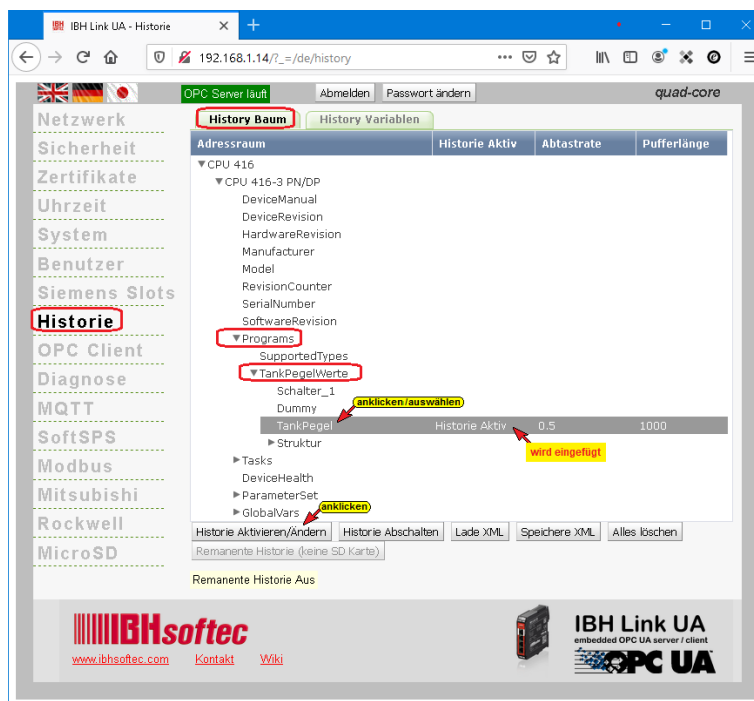 IBH Link UA - Historie
192.168.1.14/?_=/de/history
OPC Server läuft
Abmelden
Passwort ändern
quad-core
Netzwerk
Sicherheit
Zertifikate
Uhrzeit
System
Benutzer
Siemens Slots
Historie
OPC Client
Diagnose
MQTT
SoftSPS
Modbus
Mitsubishi
Rockwell
MicroSD
History Baum
History Variablen
Adressraum Historie Aktiv Abtastrate Pufferlänge
CPU 416
CPU 416-3 PN/DP
DeviceManual
DeviceRevision
HardwareRevision
Manufacturer
Model
RevisionCounter
SerialNumber
SoftwareRevision
Programs
SupportedTypes
TankPegelWerte
Schalter_1
anklicken/auswählen)
Dummy
TankPegel Historie Aktiv 0.5 1000
Struktur
wird eingefügt
Tasks
DeviceHealth
ParameterSet
anklicken)
GlobalVars
Historie Aktivieren/Ändern
Historie Abschalten
Lade XML
Speichere XML
Alles löschen
Remanente Historie (keine SD Karte)
Remanente Historie Aus
IBHsoftec
www.ibhsoftec.com
Kontakt
Wiki
IBH Link UA
embedded OPC UA server / client
OPC UA